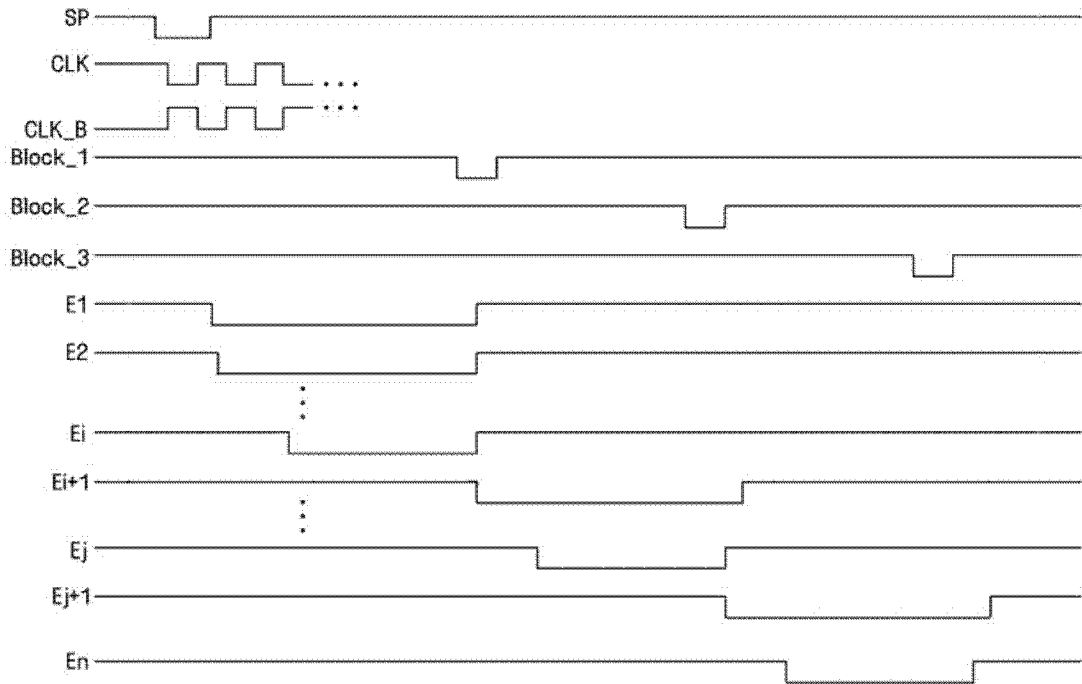 SP
CLK
CLK_B
Block_1
Block_2
Block_3
E1
E2
Ei
Ei+1
Ej
Ej+1
En